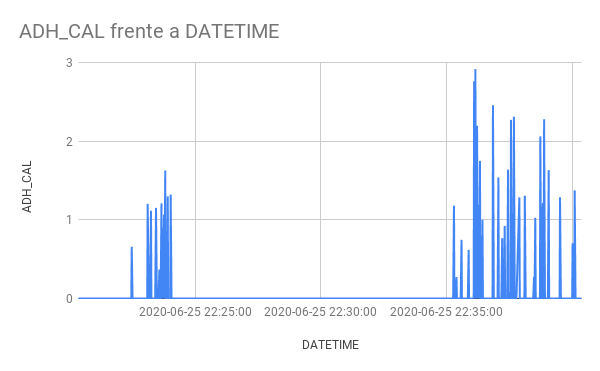 ADH_CAL frente a DATETIME
ADH_CAL
3
2
1
0
2020-06-25 22:25:00
2020-06-25 22:30:00
2020-06-25 22:35:00
DATETIME